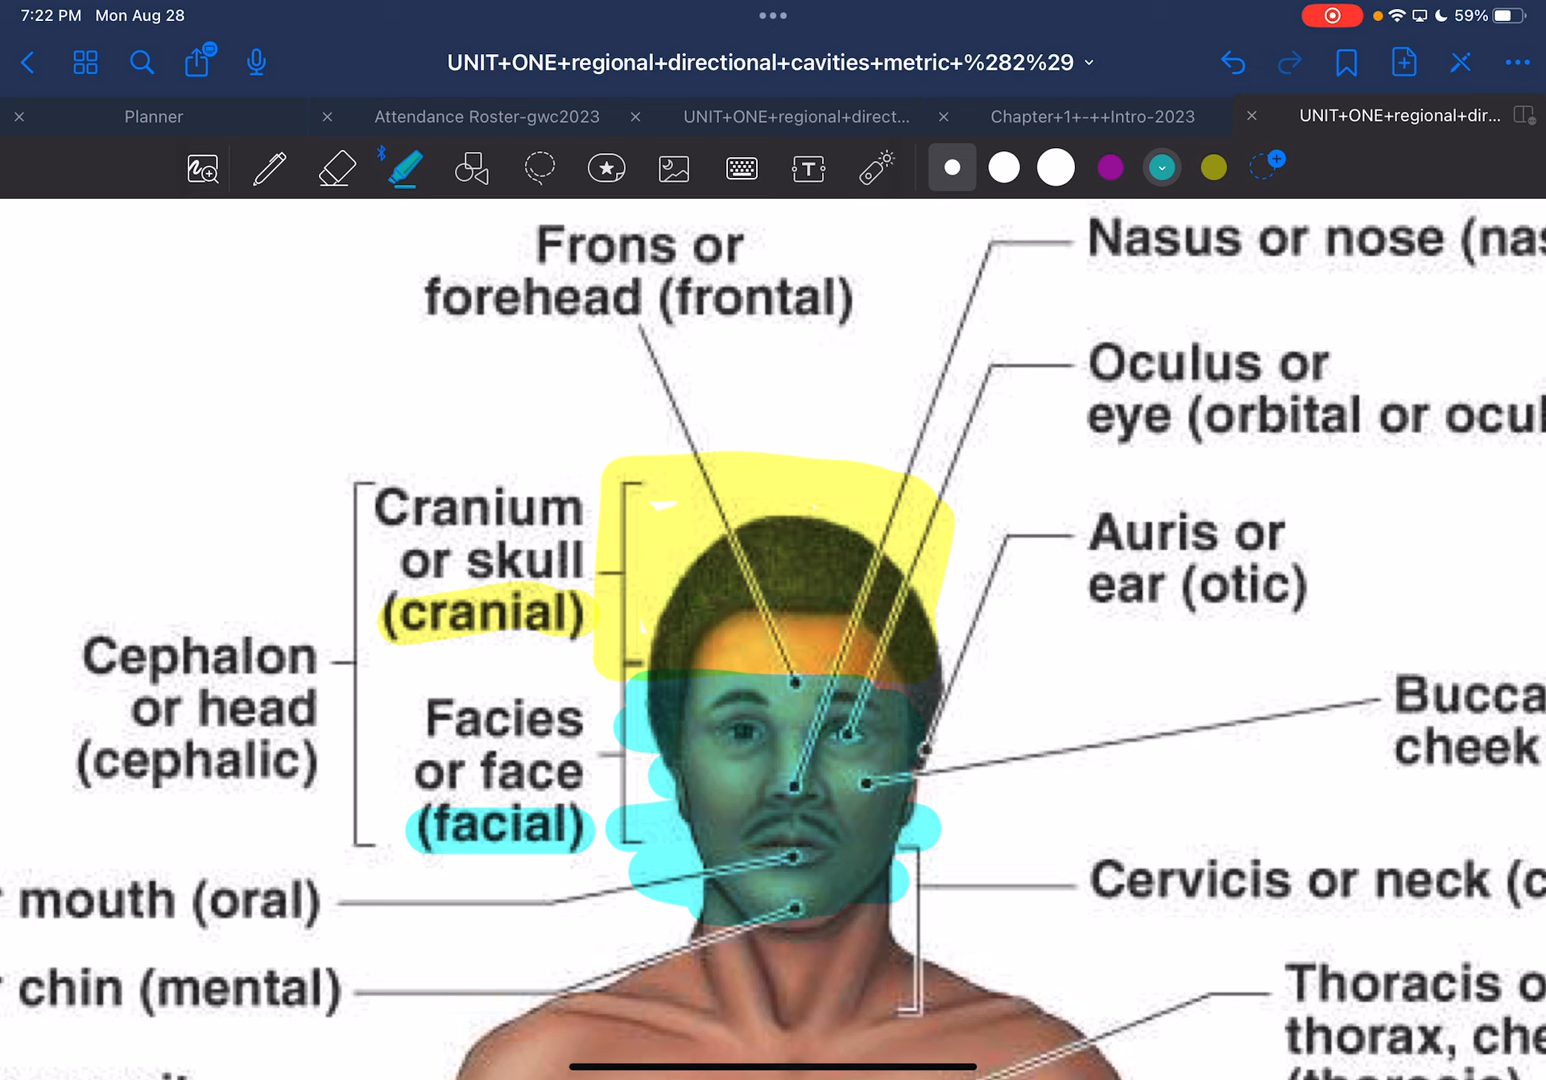 7:22 PM Mon Aug 28
59%
UNIT+ONE+regional+directional+cavities+metric+%282%29
Planner
Attendance Roster-gwc2023
UNIT+ONE+regional+direct...
Chapter+1+-++Intro-2023
UNIT+ONE+regional+dir...
Frons or
forehead (frontal)
Nasus or nose (nas
Oculus or
eye (orbital or ocul
Cranium
or skull
(cranial)
Auris or
ear (otic)
Cephalon
or head
(cephalic)
Facies
or face
(facial)
Bucca
cheek
mouth (oral)
Cervicis or neck (c
chin (mental)
Thoracis o
thorax, che